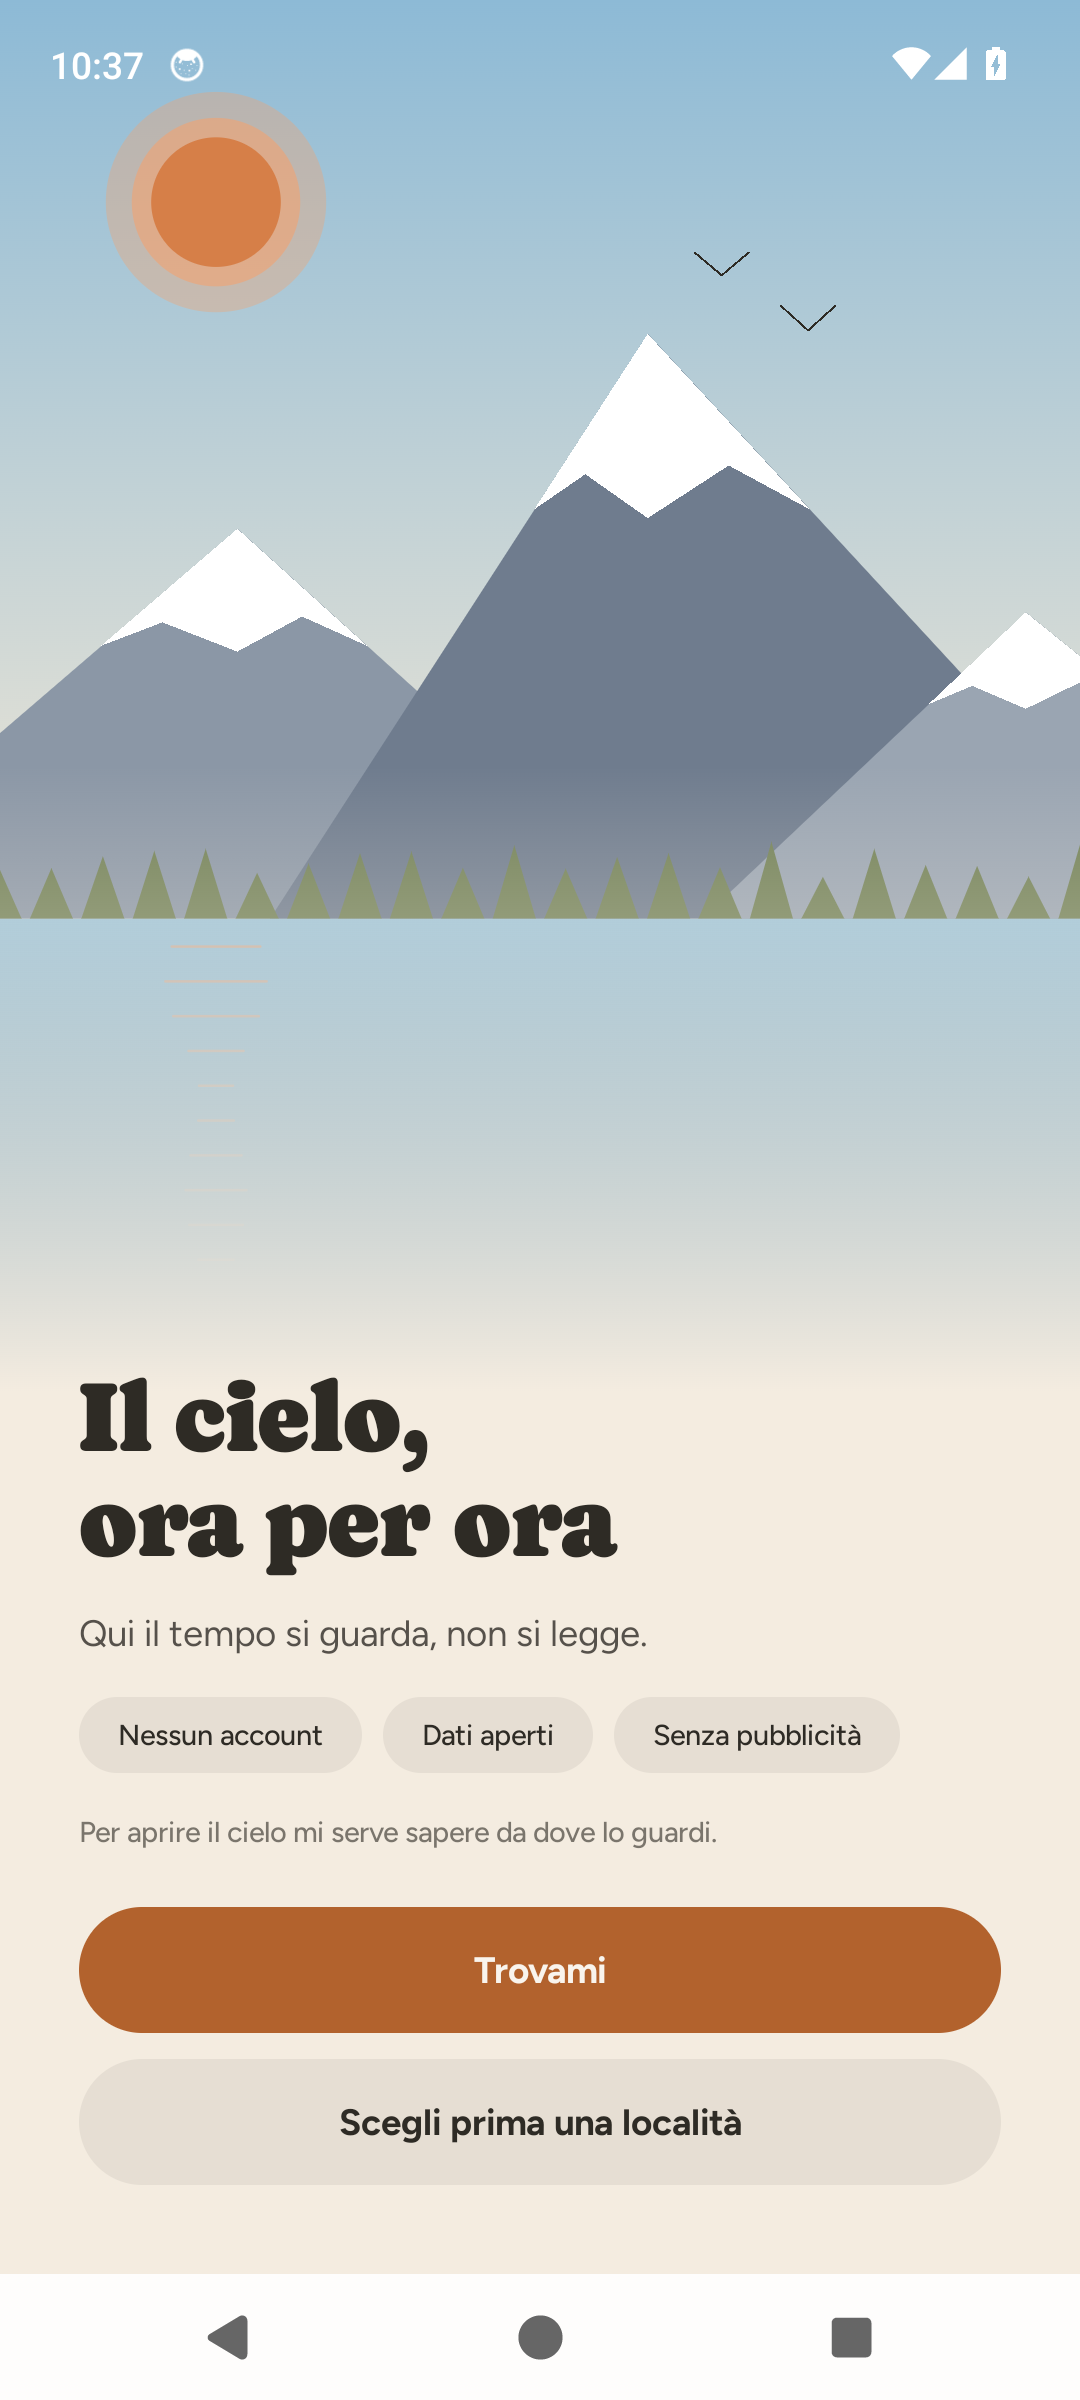 10:37
Il cielo,
ora per ora
Qui il tempo si guarda, non si legge.
Nessun account
Dati aperti
Senza pubblicità
Per aprire il cielo mi serve sapere da dove lo guardi.
Trovami
Scegli prima una località